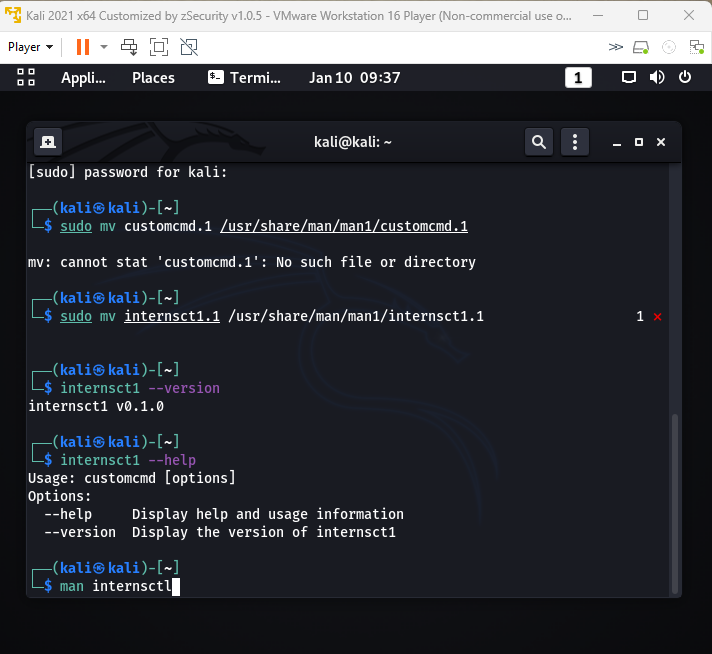 Kali 2021 x64 Customized by zSecurity v1.0.5 - VMware Workstation 16 Player (Non-commercial use o...
Player
Appli... Places Termi... Jan 10 09:37 1
kali@kali: ~
[sudo] password for kali:
┌──(kali㉿kali)-[~]
└─$ sudo mv customcmd.1 /usr/share/man/man1/customcmd.1
mv: cannot stat 'customcmd.1': No such file or directory
┌──(kali㉿kali)-[~]
└─$ sudo mv internsct1.1 /usr/share/man/man1/internsct1.1 1 ⨯
┌──(kali㉿kali)-[~]
└─$ internsct1 --version
internsct1 v0.1.0
┌──(kali㉿kali)-[~]
└─$ internsct1 --help
Usage: customcmd [options]
Options:
--help Display help and usage information
--version Display the version of internsct1
┌──(kali㉿kali)-[~]
└─$ man internsctl